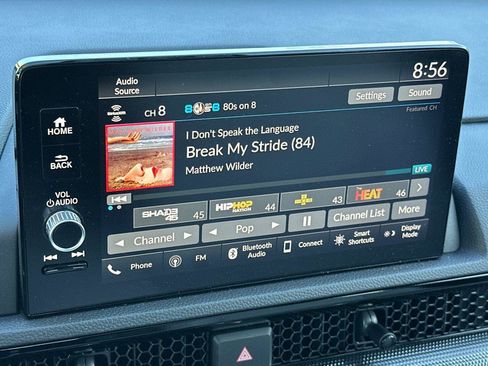 Audio
Source
8:56
CH 8
80s on 8
Settings
Sound
Featured CH
HOME
I Don't Speak the Language
Break My Stride (84)
Matthew Wilder
BACK
LIVE
VOL
AUDIO
SHADE
45
HIPHOP
NATION
44
43
THE HEAT
46
Channel
Pop
Channel List
More
Phone
FM
Bluetooth
Audio
Connect
Smart
Shortcuts
Display
Mode